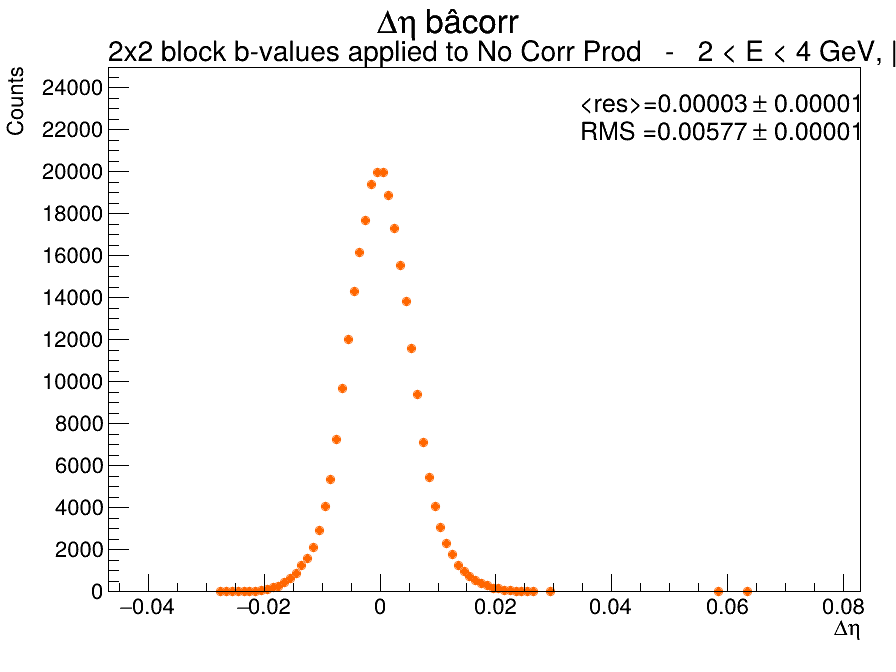 Δη bâcorr
2x2 block b-values applied to No Corr Prod - 2 < E < 4 GeV, |
<res>=0.00003 ± 0.00001
RMS =0.00577 ± 0.00001
Counts
24000
22000
20000
18000
16000
14000
12000
10000
8000
6000
4000
2000
0
−0.04 −0.02 0 0.02 0.04 0.06 0.08
Δη